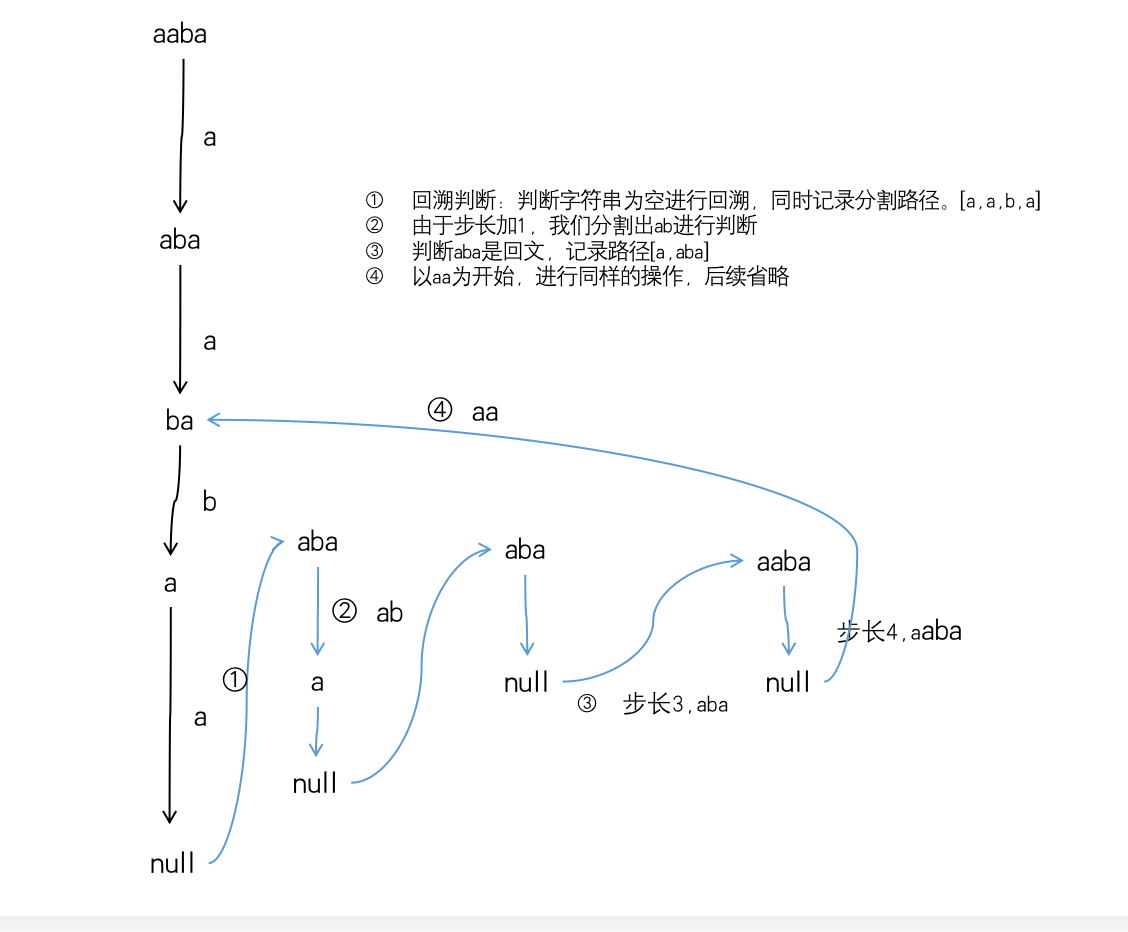 aaba
a
aba
① 回溯判断：判断字符串为空进行回溯，同时记录分割路径。[a,a,b,a]
② 由于步长加1，我们分割出ab进行判断
③ 判断aba是回文，记录路径[a,aba]
④ 以aa为开始，进行同样的操作，后续省略
a
ba
④ aa
b
a
aba
aba
aaba
② ab
步长4,aaba
①
a
null
null
③ 步长3,aba
a
null
null